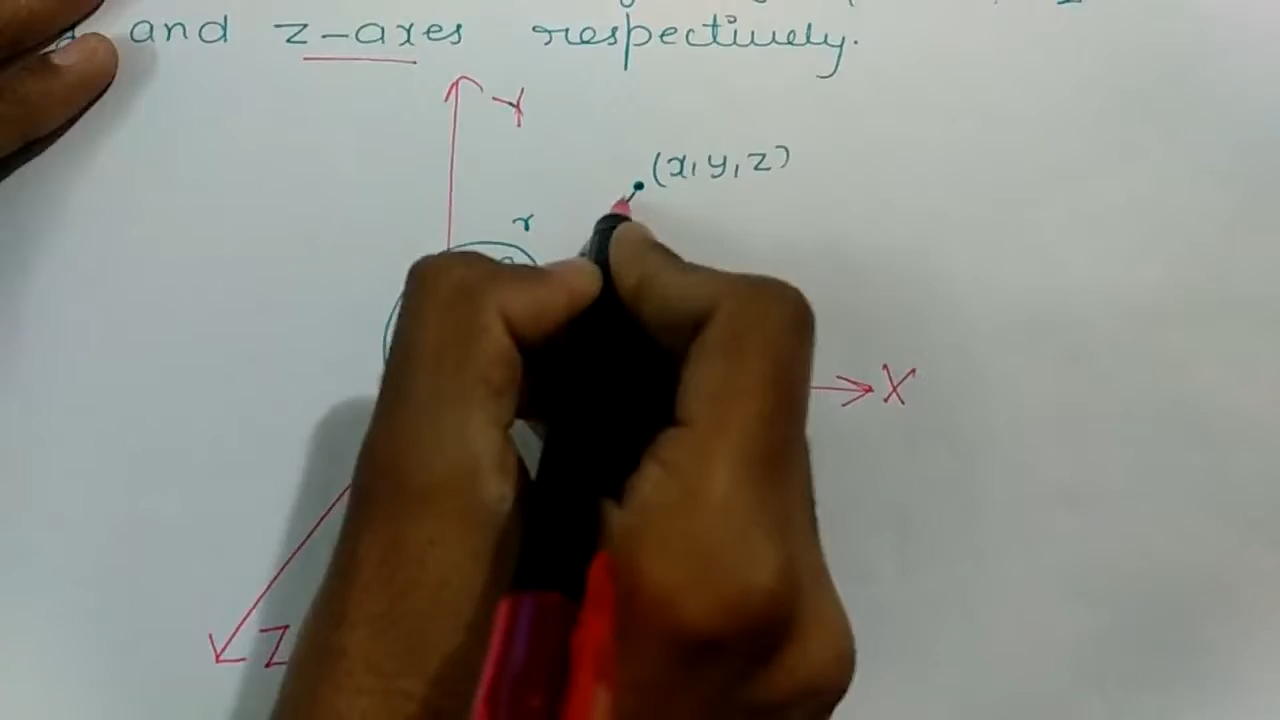 and z-axes respectively.
Y
(x, y, z)
r
X
Z